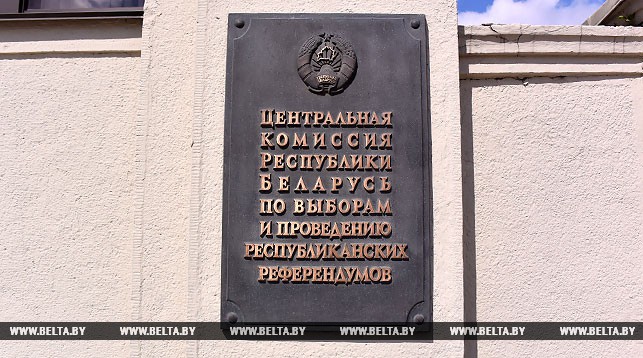 ЦЕНТРАЛЬНАЯ
КОМИССИЯ
РЕСПУБЛИКИ
БЕЛАРУСЬ
ПО ВЫБОРАМ
И ПРОВЕДЕНИЮ
РЕСПУБЛИКАНСКИХ
РЕФЕРЕНДУМОВ
WWW.BELTA.BY WWW.BELTA.BY WWW.BELTA.BY WWW.BELTA.BY WWW.BELTA.BY WWW.BELTA.BY